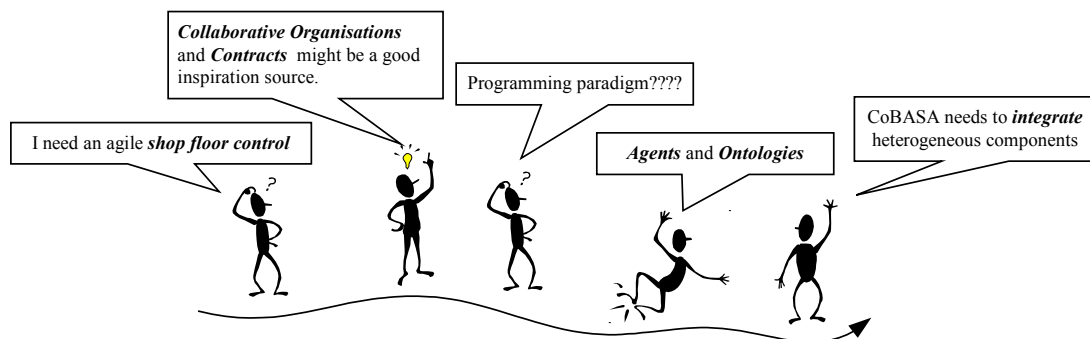 I need an agile shop floor control
Collaborative Organisations
and Contracts might be a good
inspiration source.
?
Programming paradigm????
?
Agents and Ontologies
CoBASA needs to integrate
heterogeneous components